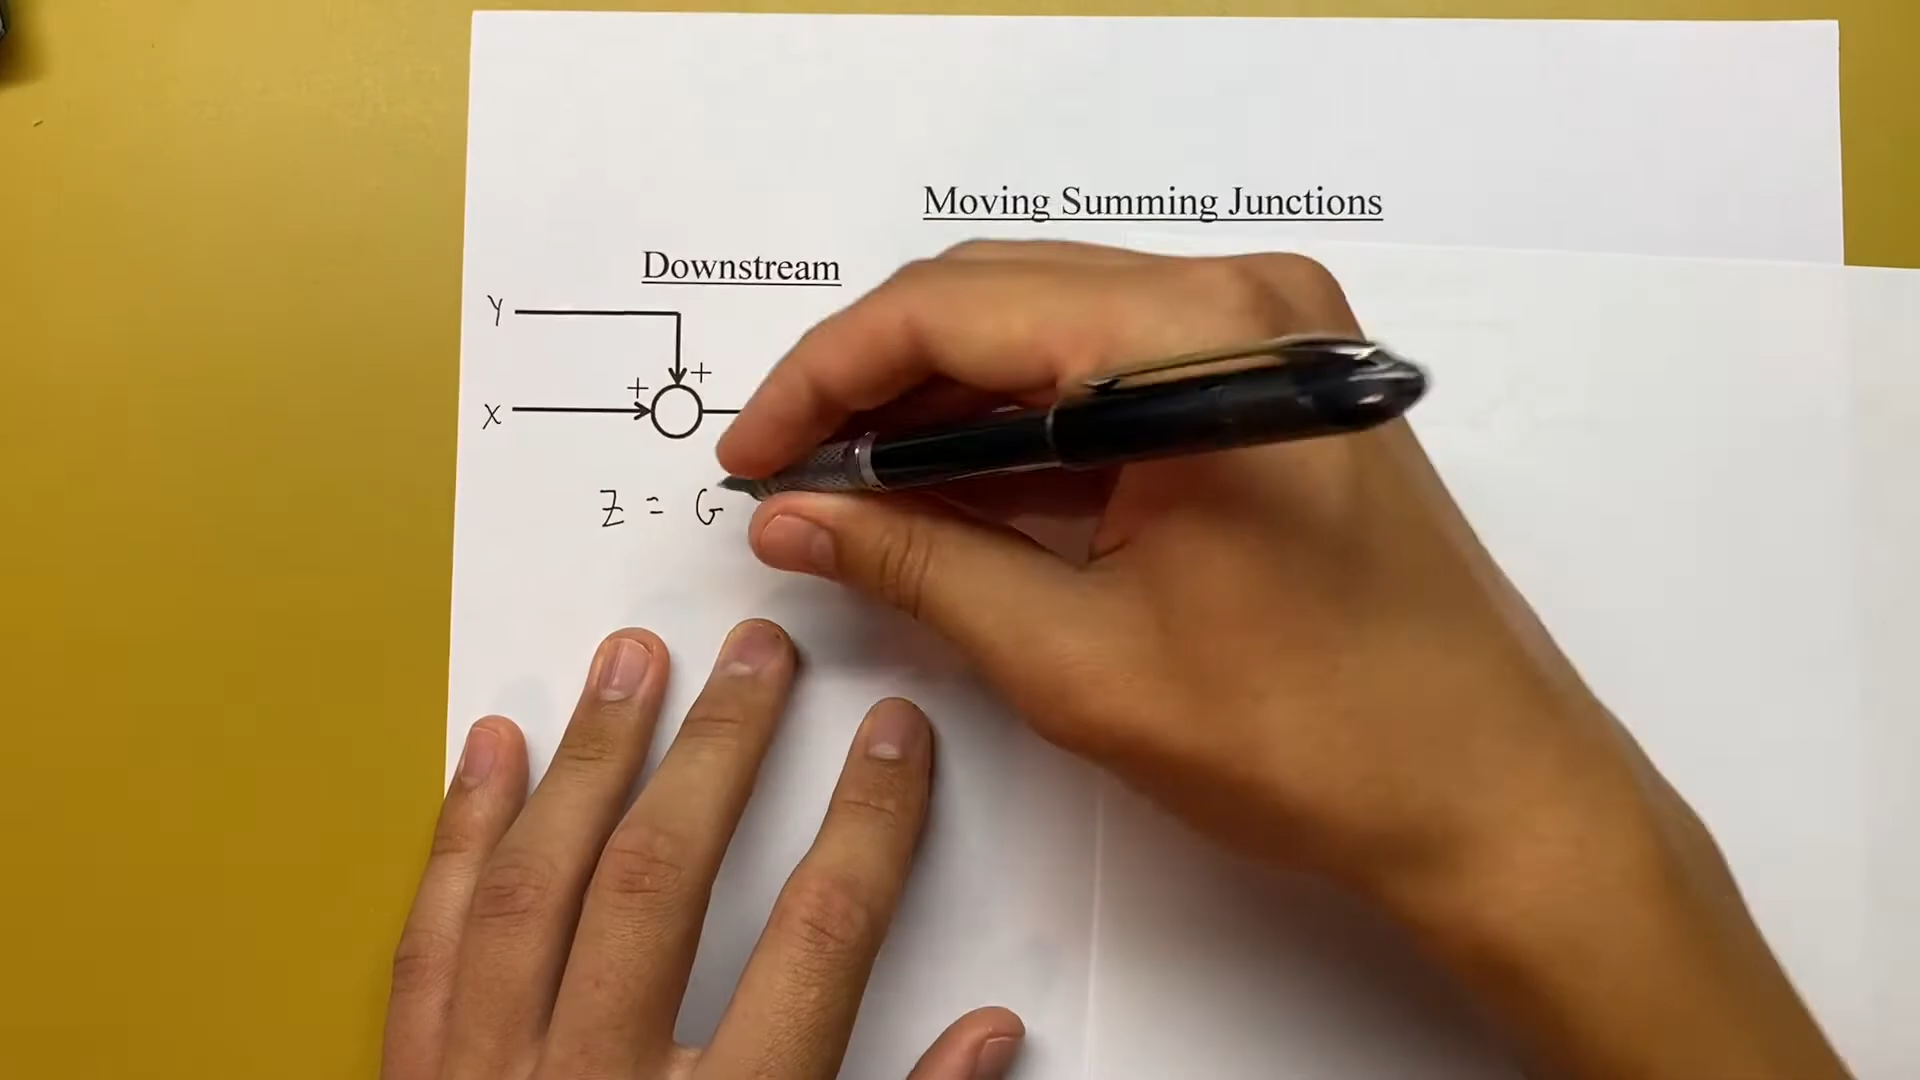 Moving Summing Junctions
Downstream
Y
+
+
X
Z = G